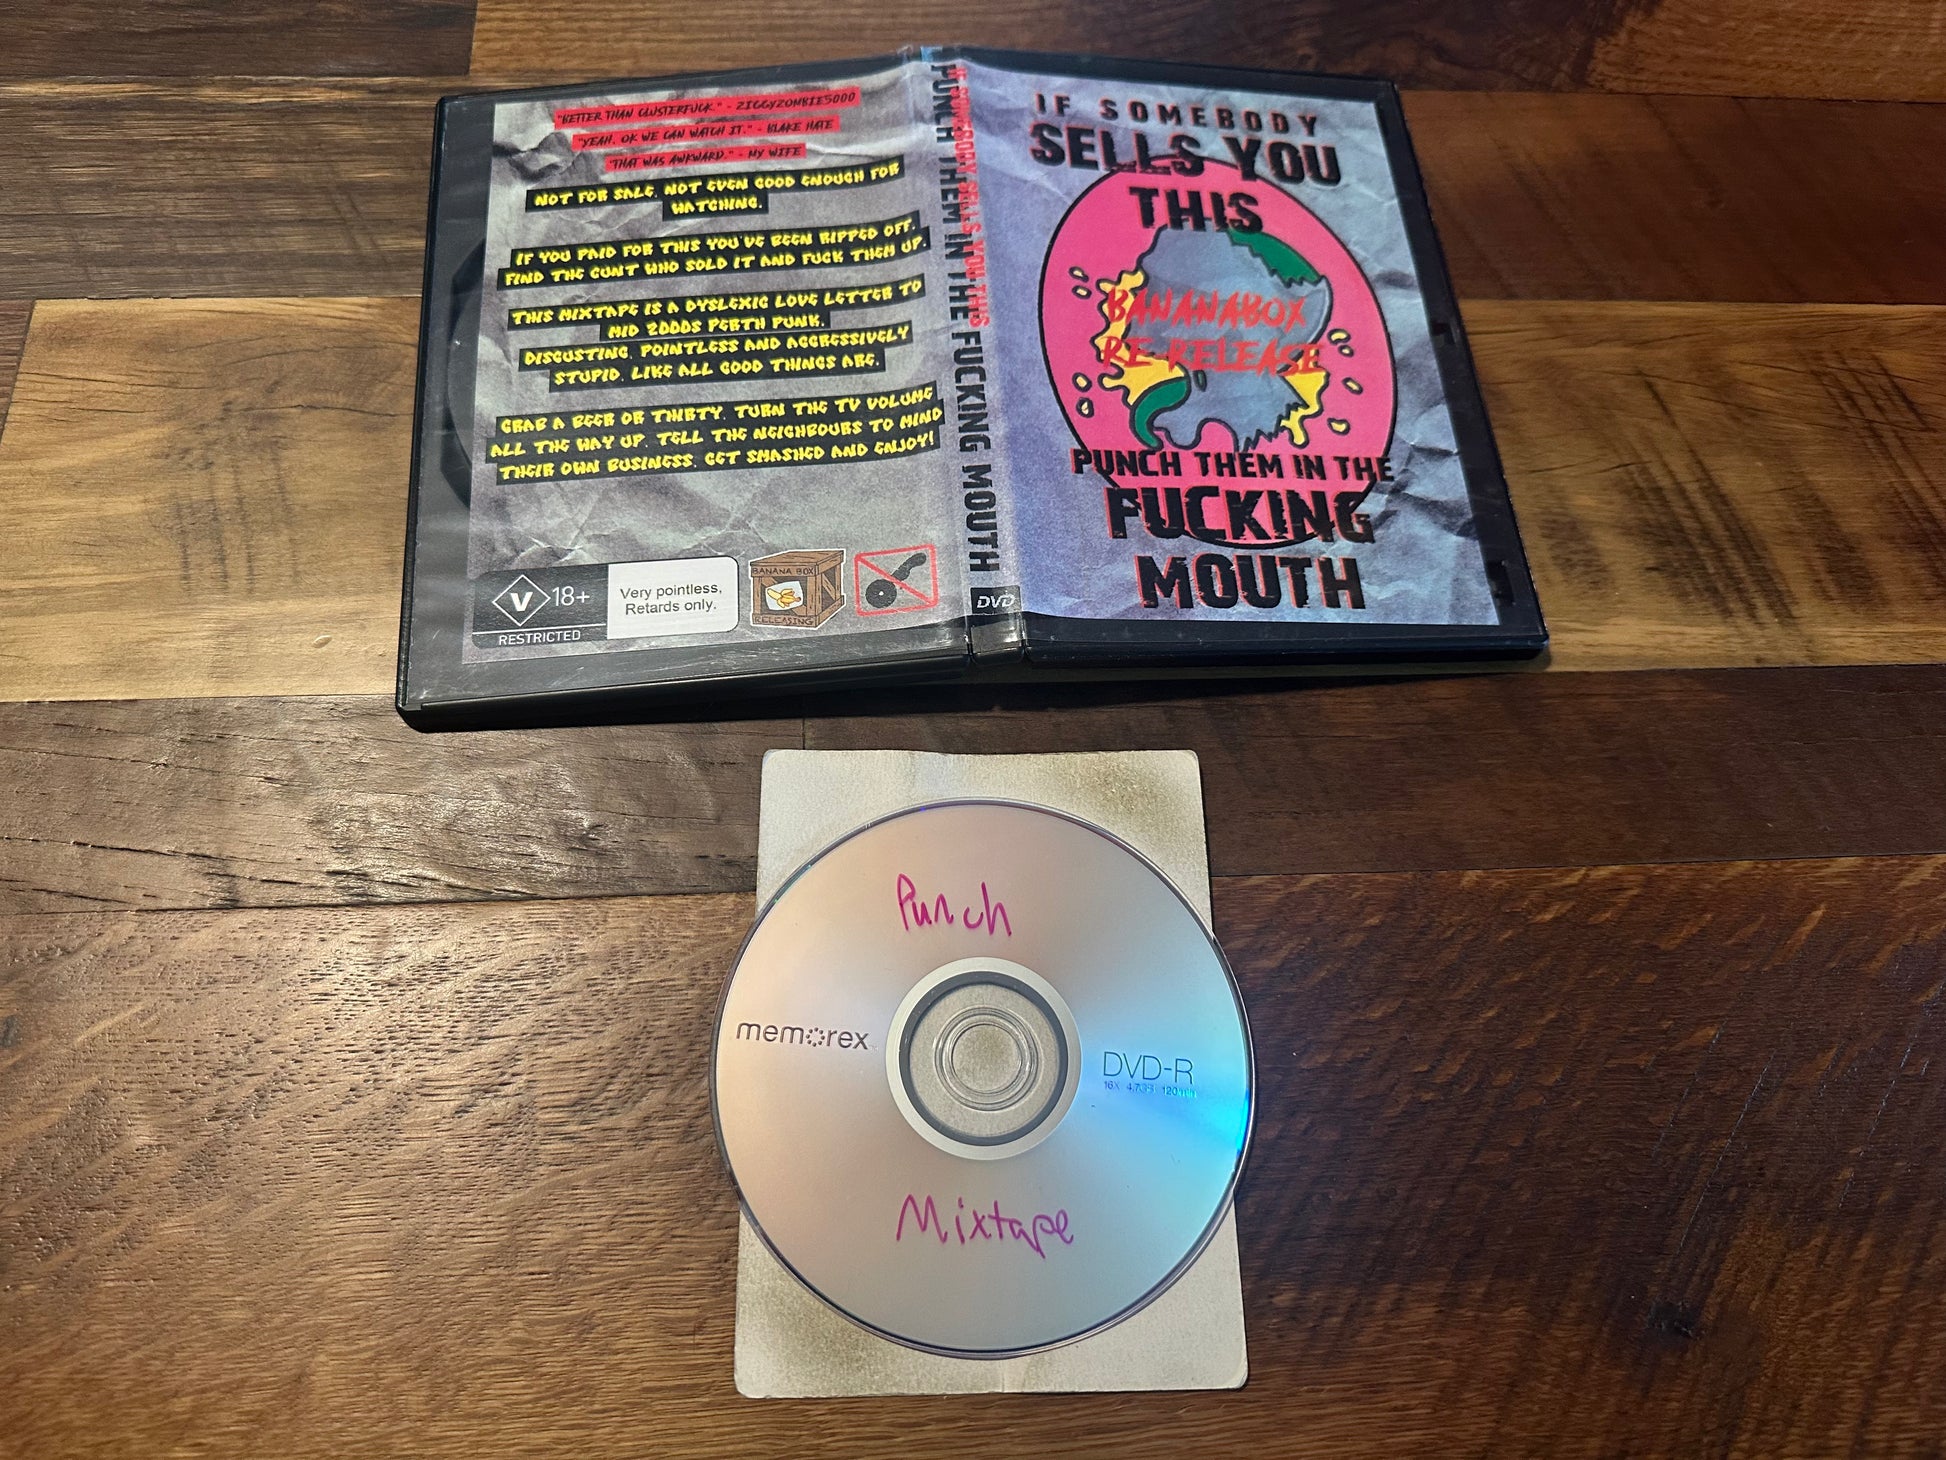 "BETTER THAN CLUSTERFUCK." - ZIGGYZOMBIE5000
"YEAH, OK WE CAN WATCH IT." - BLAKE HATE
"THAT WAS AWKWARD." - MY WIFE
NOT FOR SALE, NOT EVEN GOOD ENOUGH FOR
WATCHING.
IF YOU PAID FOR THIS YOU'VE BEEN RIPPED OFF.
FIND THE CUNT WHO SOLD IT AND FUCK THEM UP.
THIS MIXTAPE IS A DYSLEXIC LOVE LETTER TO
MID 2000S PERTH PUNK.
DISGUSTING, POINTLESS AND AGGRESSIVELY
STUPID, LIKE ALL GOOD THINGS ARE.
GRAB A BEER OR THIRTY, TURN THE TV VOLUME
ALL THE WAY UP, TELL THE NEIGHBOURS TO MIND
THEIR OWN BUSINESS, GET SMASHED AND ENJOY!
V 18+
RESTRICTED
Very pointless,
Retards only.
BANANA BOX
RELEASING
IF SOMEBODY SELLS YOU THIS
PUNCH THEM IN THE FUCKING MOUTH
DVD
IF SOMEBODY
SELLS YOU
THIS
BANANABOX
RE-RELEASE
PUNCH THEM IN THE
FUCKING
MOUTH
Punch
memorex
DVD-R
16X 4.7GB 120min
Mixtape